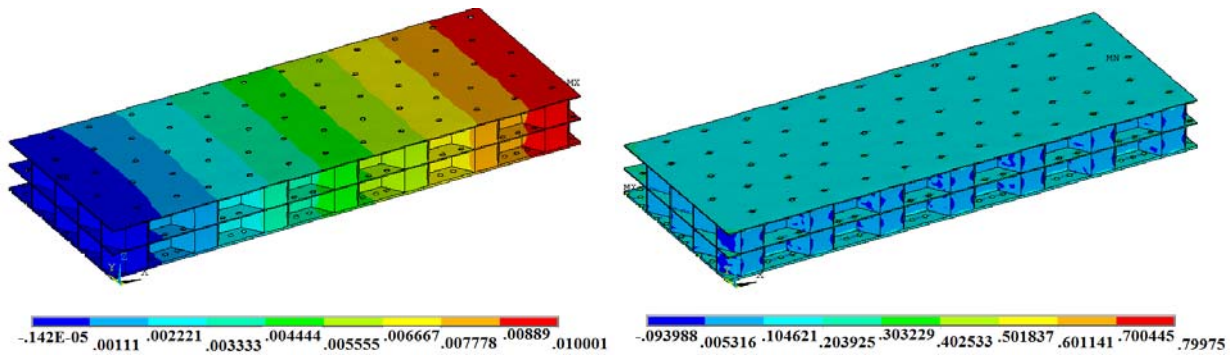 MX
MN
MX
Y Z X
X
-.142E-05 .002221 .004444 .006667 .00889
.00111 .003333 .005555 .007778 .010001
-.093988 .104621 .303229 .501837 .700445
.005316 .203925 .402533 .601141 .79975